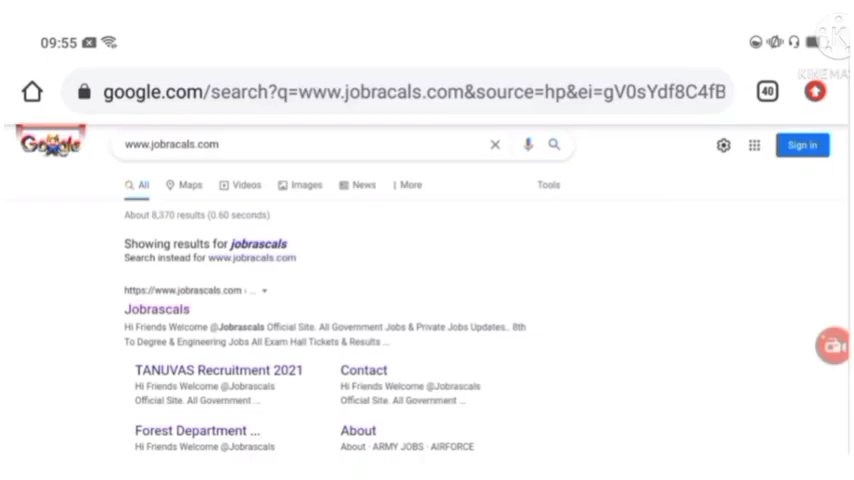 09:55
google.com/search?q=www.jobracals.com&source=hp&ei=gV0sYdf8C4fB
40
KINEMA
Google
www.jobracals.com
Sign in
All Maps Videos Images News More Tools
About 8,370 results (0.60 seconds)
Showing results for jobrascals
Search instead for www.jobracals.com
https://www.jobrascals.com › ...
Jobrascals
Hi Friends Welcome @Jobrascals Official Site. All Government Jobs & Private Jobs Updates.. 8th
To Degree & Engineering Jobs All Exam Hall Tickets & Results ...
TANUVAS Recruitment 2021
Hi Friends Welcome @Jobrascals
Official Site. All Government ...
Contact
Hi Friends Welcome @Jobrascals
Official Site. All Government ...
Forest Department ...
Hi Friends Welcome @Jobrascals
About
About · ARMY JOBS · AIRFORCE